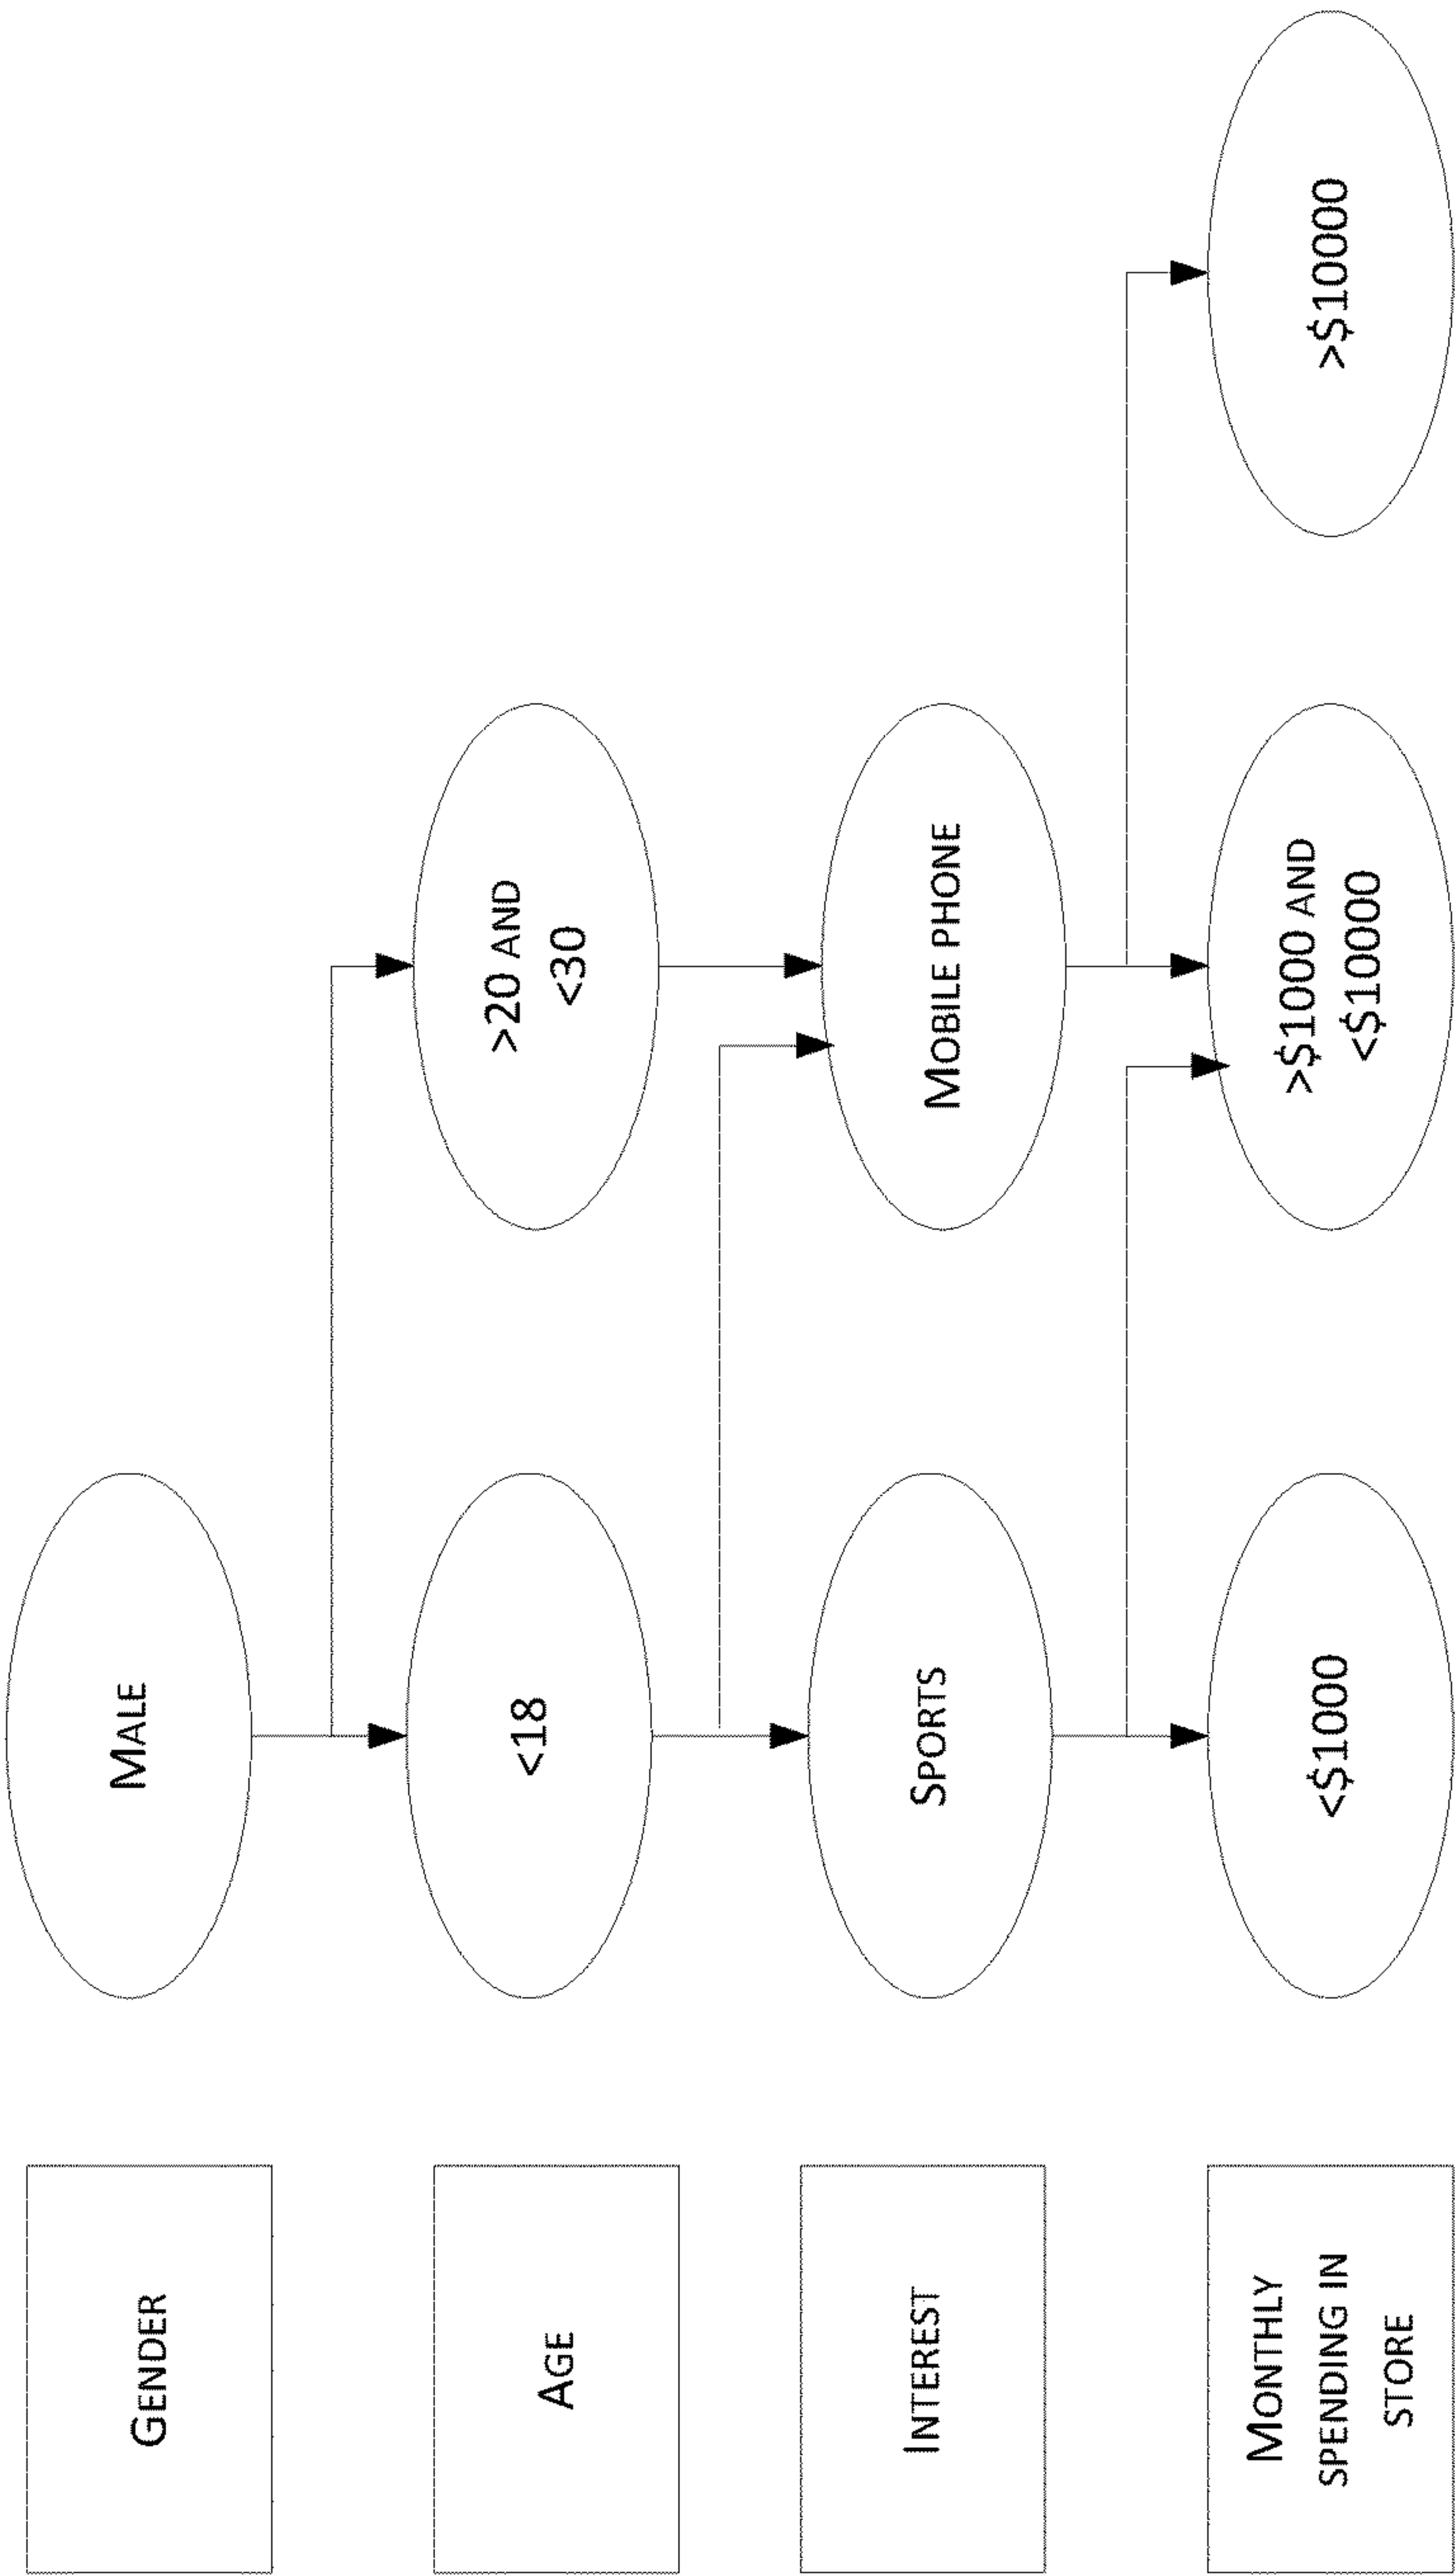 GENDER
MALE
AGE
<18
>20 AND
<30
INTEREST
SPORTS
MOBILE PHONE
MONTHLY
SPENDING IN
STORE
<$1000
>$1000 AND
<$10000
>$10000